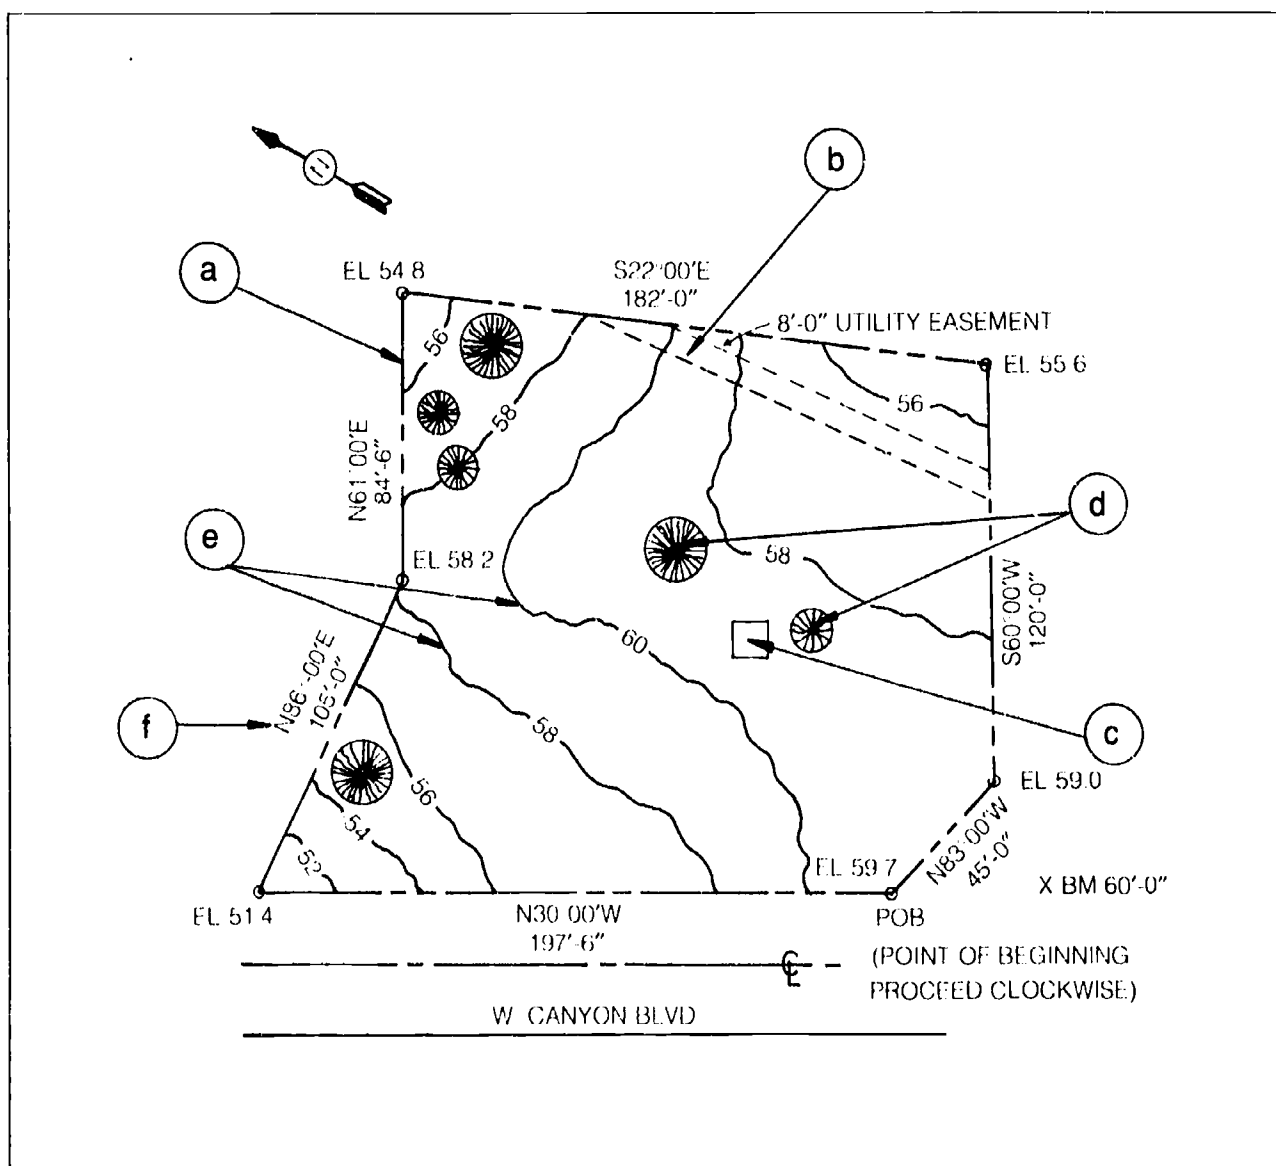 b
a
EL 54 8
S22°00'E
182'-0"
8'-0" UTILITY EASEMENT
EL 55 6
56
56
58
N61°00'E
84'-6"
d
e
EL 58 2
58
S60°00'W
120'-0"
60
N86°-00'E
105'-0"
f
58
c
56
54
52
EL 59.0
N83°00'W
45'-0"
EL 59 7
X BM 60'-0"
EL 51 4
N30 00'W
197'-6"
POB
℄
(POINT OF BEGINNING
PROCEED CLOCKWISE)
W CANYON BLVD